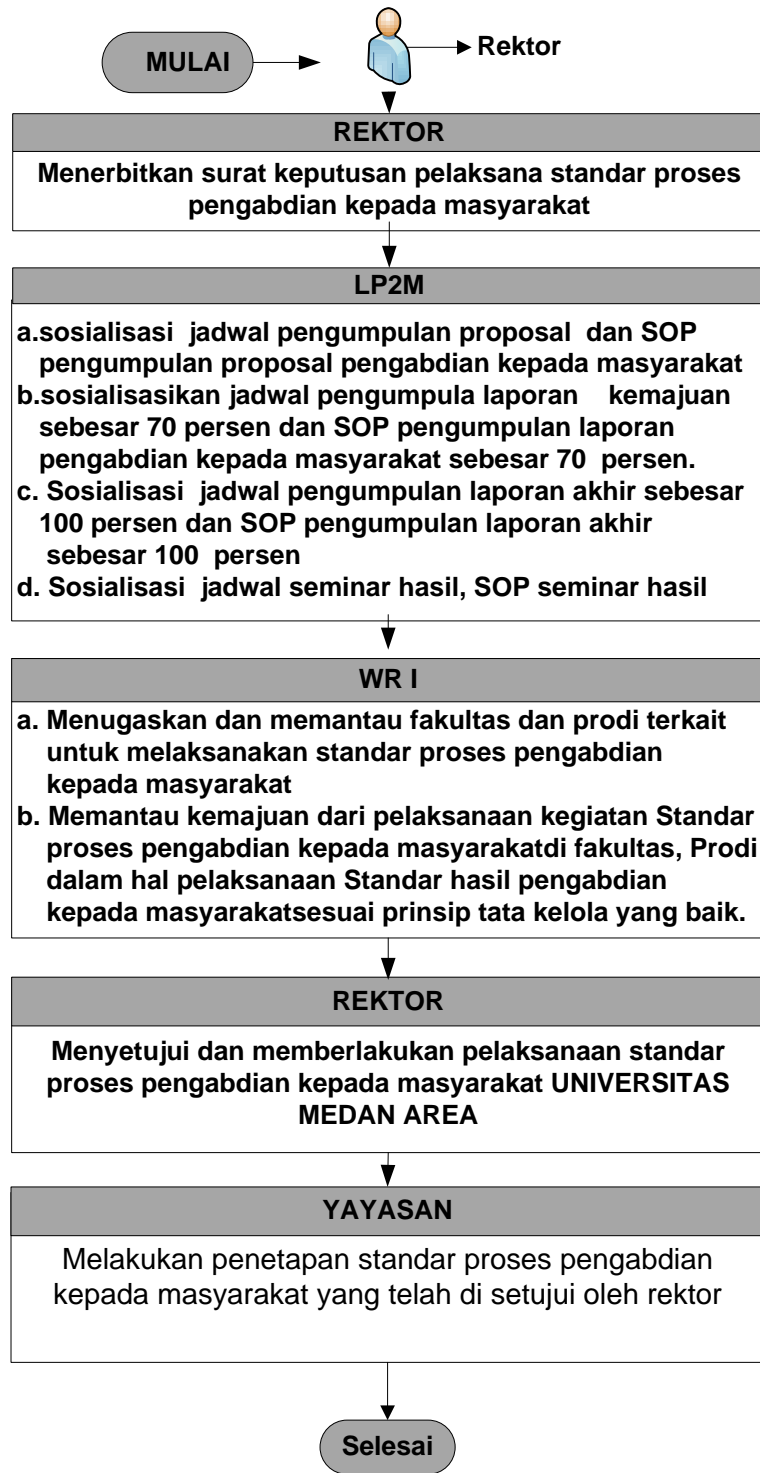 MULAI
Rektor
REKTOR
Menerbitkan surat keputusan pelaksana standar proses
pengabdian kepada masyarakat
LP2M
a.sosialisasi jadwal pengumpulan proposal dan SOP
pengumpulan proposal pengabdian kepada masyarakat
b.sosialisasikan jadwal pengumpula laporan kemajuan
sebesar 70 persen dan SOP pengumpulan laporan
pengabdian kepada masyarakat sebesar 70 persen.
c. Sosialisasi jadwal pengumpulan laporan akhir sebesar
100 persen dan SOP pengumpulan laporan akhir
sebesar 100 persen
d. Sosialisasi jadwal seminar hasil, SOP seminar hasil
WR I
a. Menugaskan dan memantau fakultas dan prodi terkait
untuk melaksanakan standar proses pengabdian
kepada masyarakat
b. Memantau kemajuan dari pelaksanaan kegiatan Standar
proses pengabdian kepada masyarakatdi fakultas, Prodi
dalam hal pelaksanaan Standar hasil pengabdian
kepada masyarakatsesuai prinsip tata kelola yang baik.
REKTOR
Menyetujui dan memberlakukan pelaksanaan standar
proses pengabdian kepada masyarakat UNIVERSITAS
MEDAN AREA
YAYASAN
Melakukan penetapan standar proses pengabdian
kepada masyarakat yang telah di setujui oleh rektor
Selesai